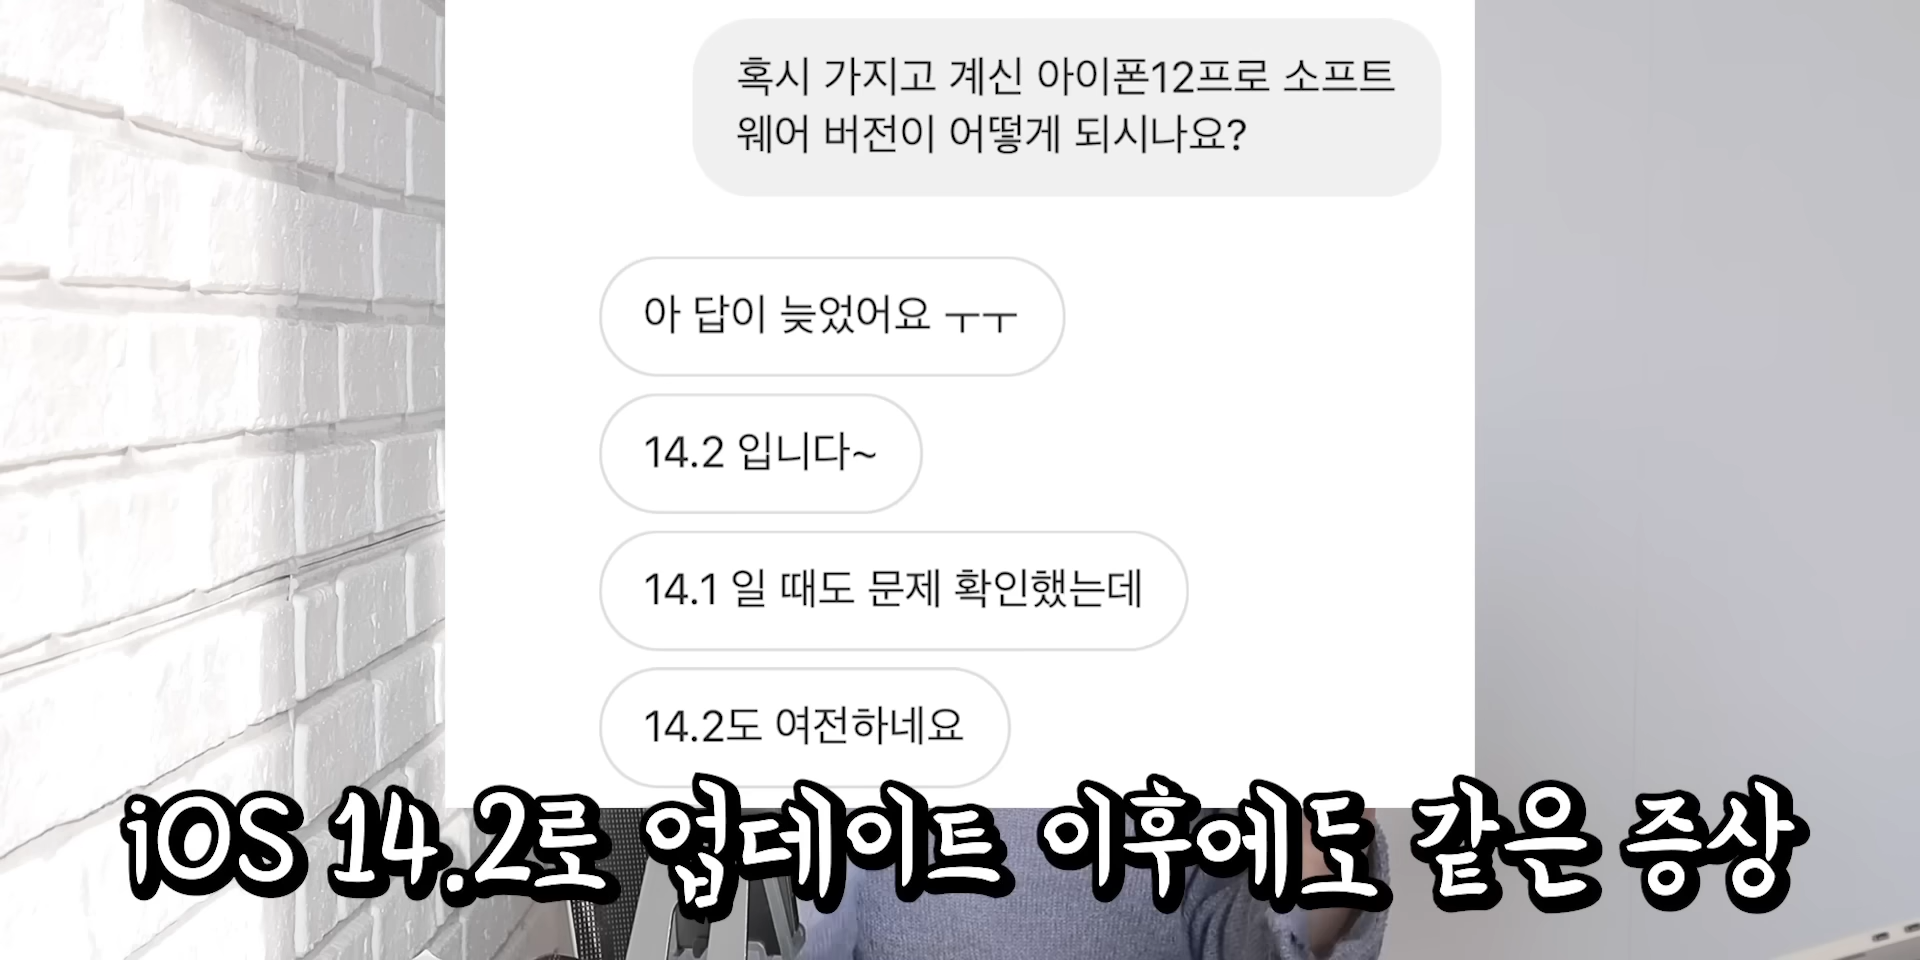 혹시 가지고 계신 아이폰12프로 소프트
웨어 버전이 어떻게 되시나요?
아 답이 늦었어요 ㅜㅜ
14.2 입니다~
14.1 일 때도 문제 확인했는데
14.2도 여전하네요
iOS 14.2로 업데이트 이후에도 같은 증상